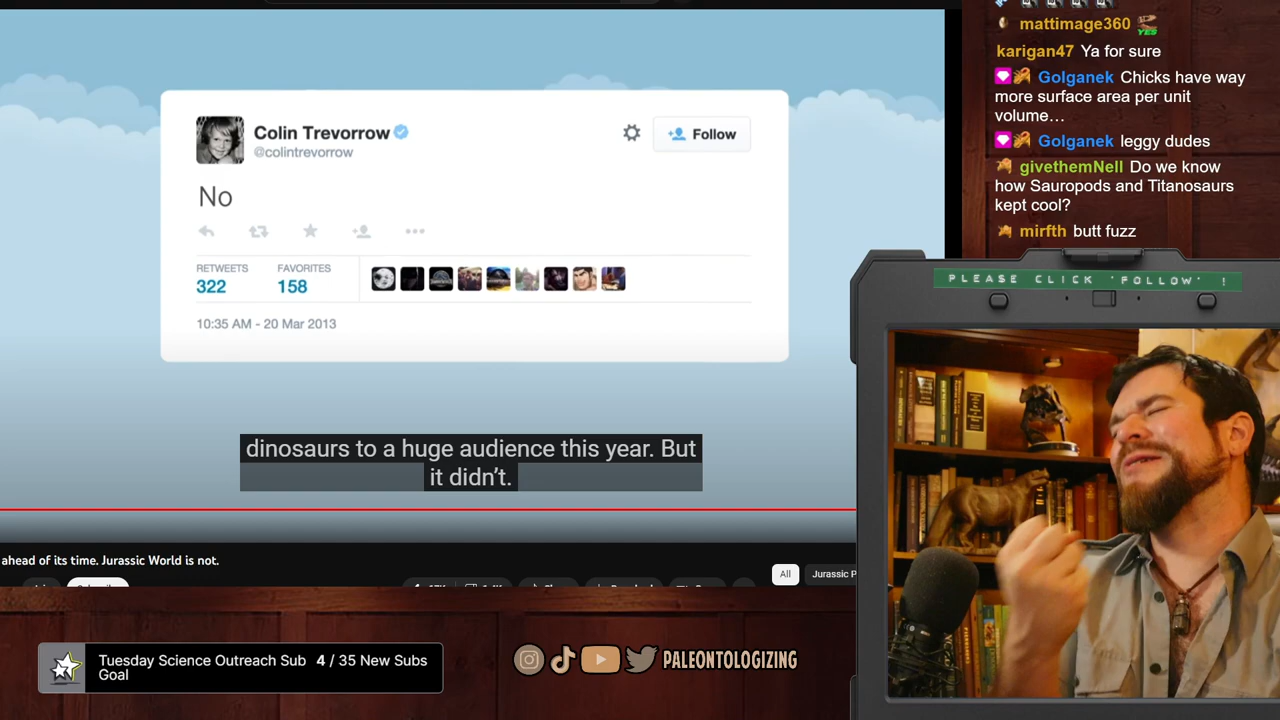 Colin Trevorrow
@colintrevorrow
Follow
No
RETWEETS FAVORITES
322 158
10:35 AM - 20 Mar 2013
dinosaurs to a huge audience this year. But
it didn't.
ahead of its time. Jurassic World is not.
All
Jurassic P
Tuesday Science Outreach Sub 4 / 35 New Subs
Goal
PALEONTOLOGIZING
mattimage360 YES
karigan47 Ya for sure
Golganek Chicks have way
more surface area per unit
volume…
Golganek leggy dudes
givethemNell Do we know
how Sauropods and Titanosaurs
kept cool?
mirfth butt fuzz
PLEASE CLICK 'FOLLOW' !